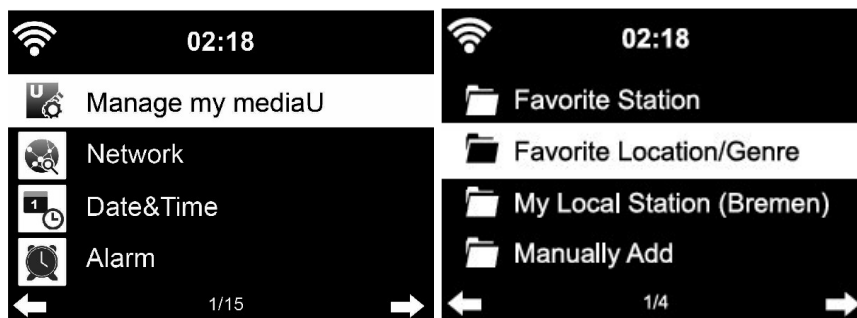 02:18
U
Manage my mediaU
Network
1
Date&Time
Alarm
1/15
02:18
Favorite Station
Favorite Location/Genre
My Local Station (Bremen)
Manually Add
1/4